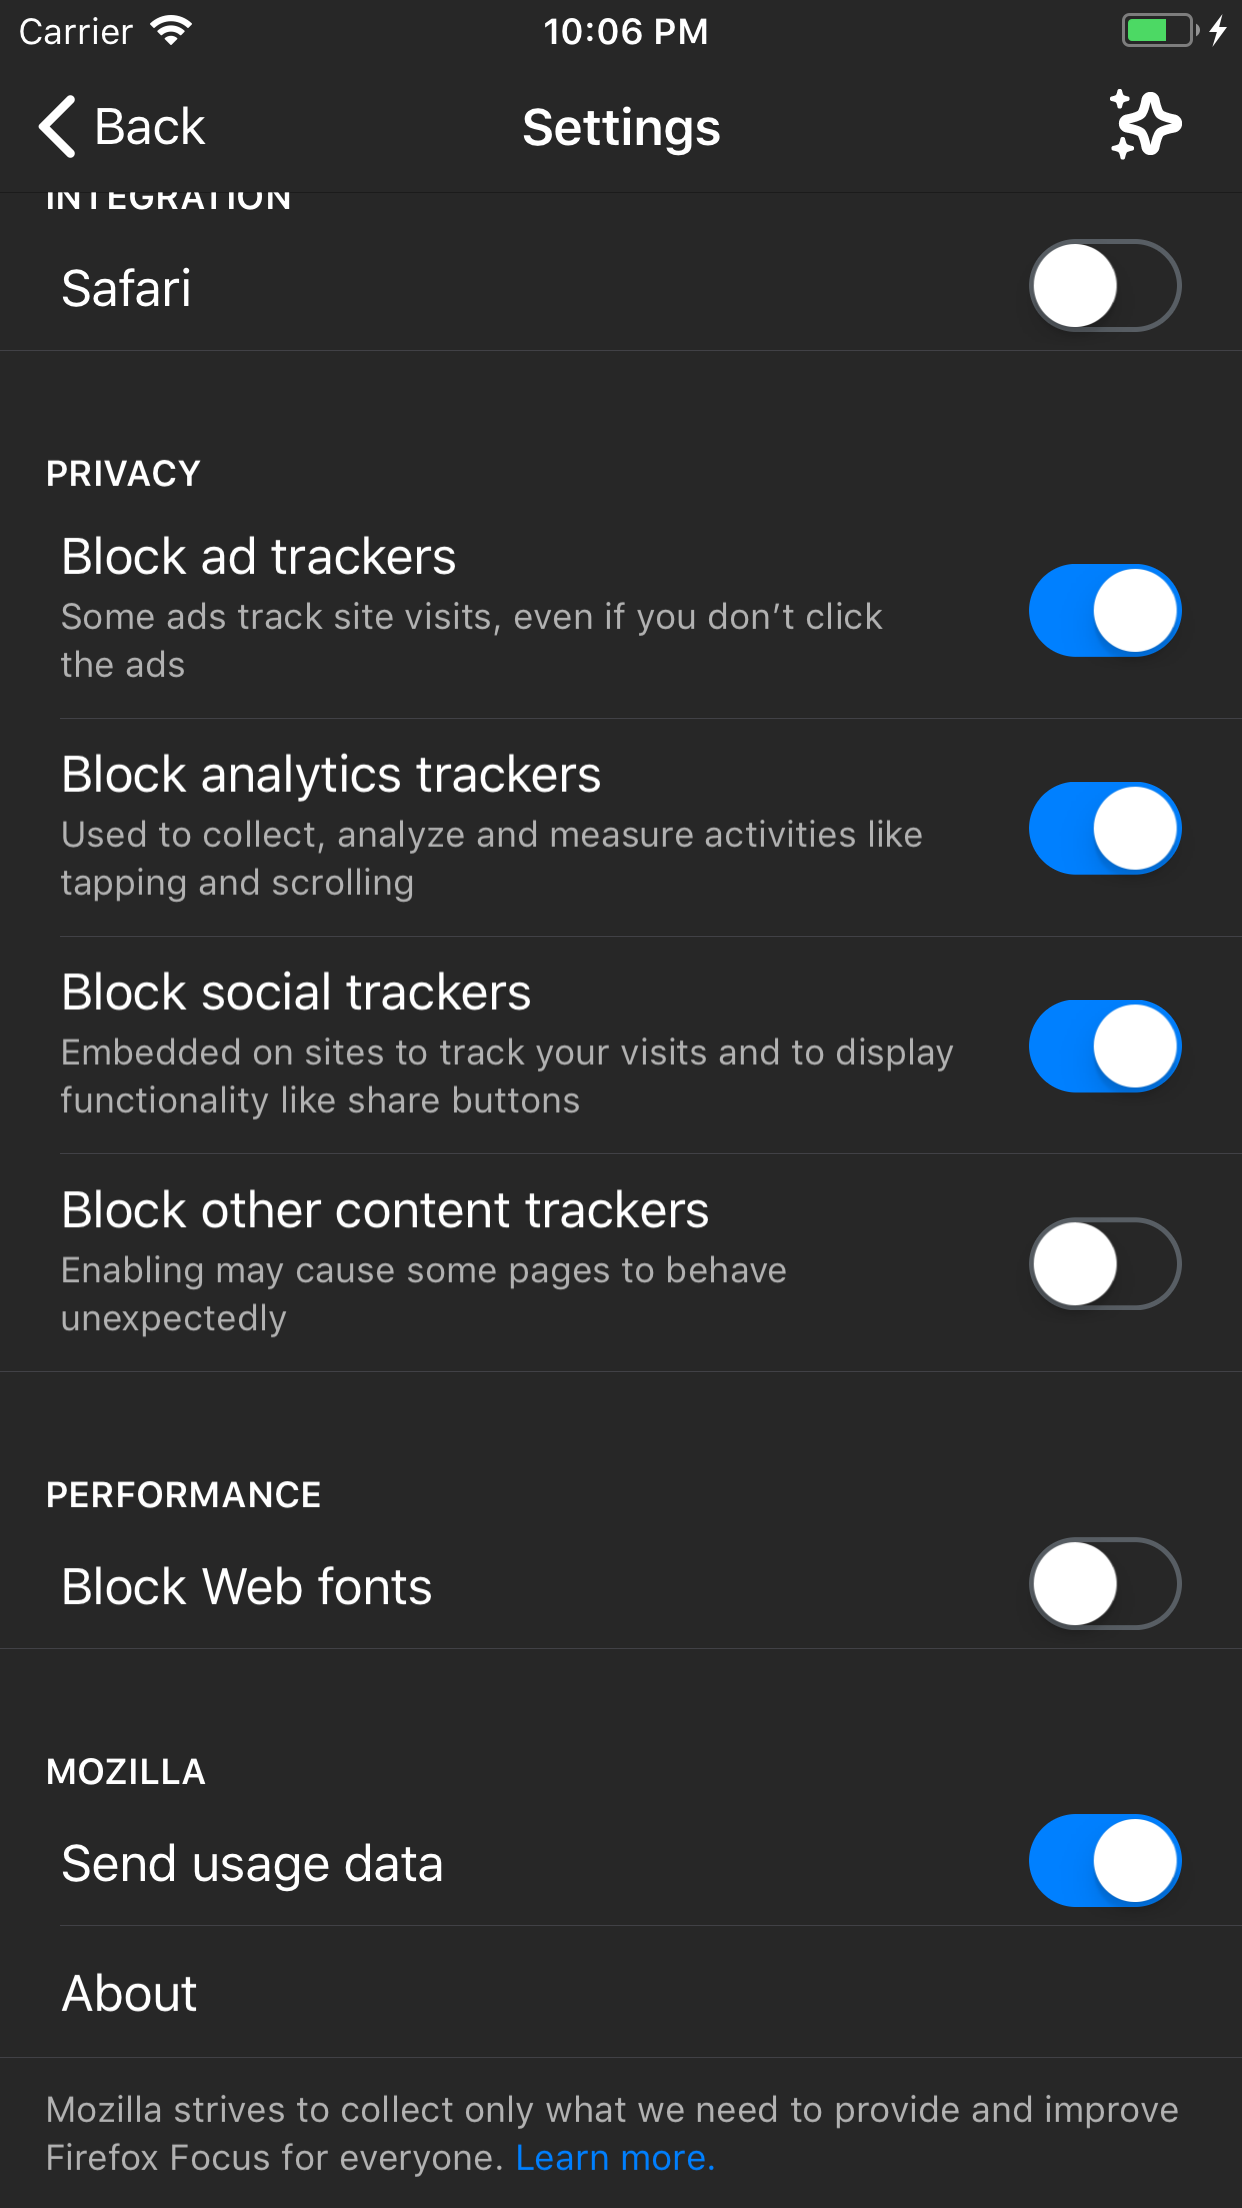 Carrier 10:06 PM
Back Settings
INTEGRATION
Safari
PRIVACY
Block ad trackers
Some ads track site visits, even if you don’t click
the ads
Block analytics trackers
Used to collect, analyze and measure activities like
tapping and scrolling
Block social trackers
Embedded on sites to track your visits and to display
functionality like share buttons
Block other content trackers
Enabling may cause some pages to behave
unexpectedly
PERFORMANCE
Block Web fonts
MOZILLA
Send usage data
About
Mozilla strives to collect only what we need to provide and improve
Firefox Focus for everyone. Learn more.